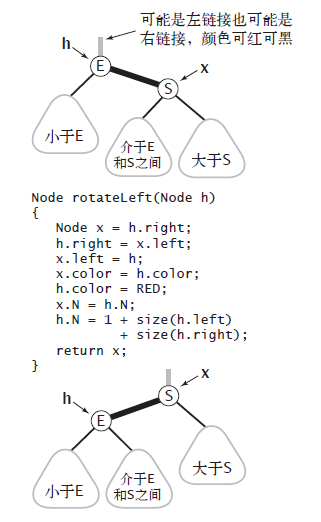 可能是左链接也可能是
右链接，颜色可红可黑
h
E
x
S
小于E
介于E
和S之间
大于S
Node rotateLeft(Node h)
{
    Node x = h.right;
    h.right = x.left;
    x.left = h;
    x.color = h.color;
    h.color = RED;
    x.N = h.N;
    h.N = 1 + size(h.left)
            + size(h.right);
    return x;
}
x
h
S
E
小于E
介于E
和S之间
大于S